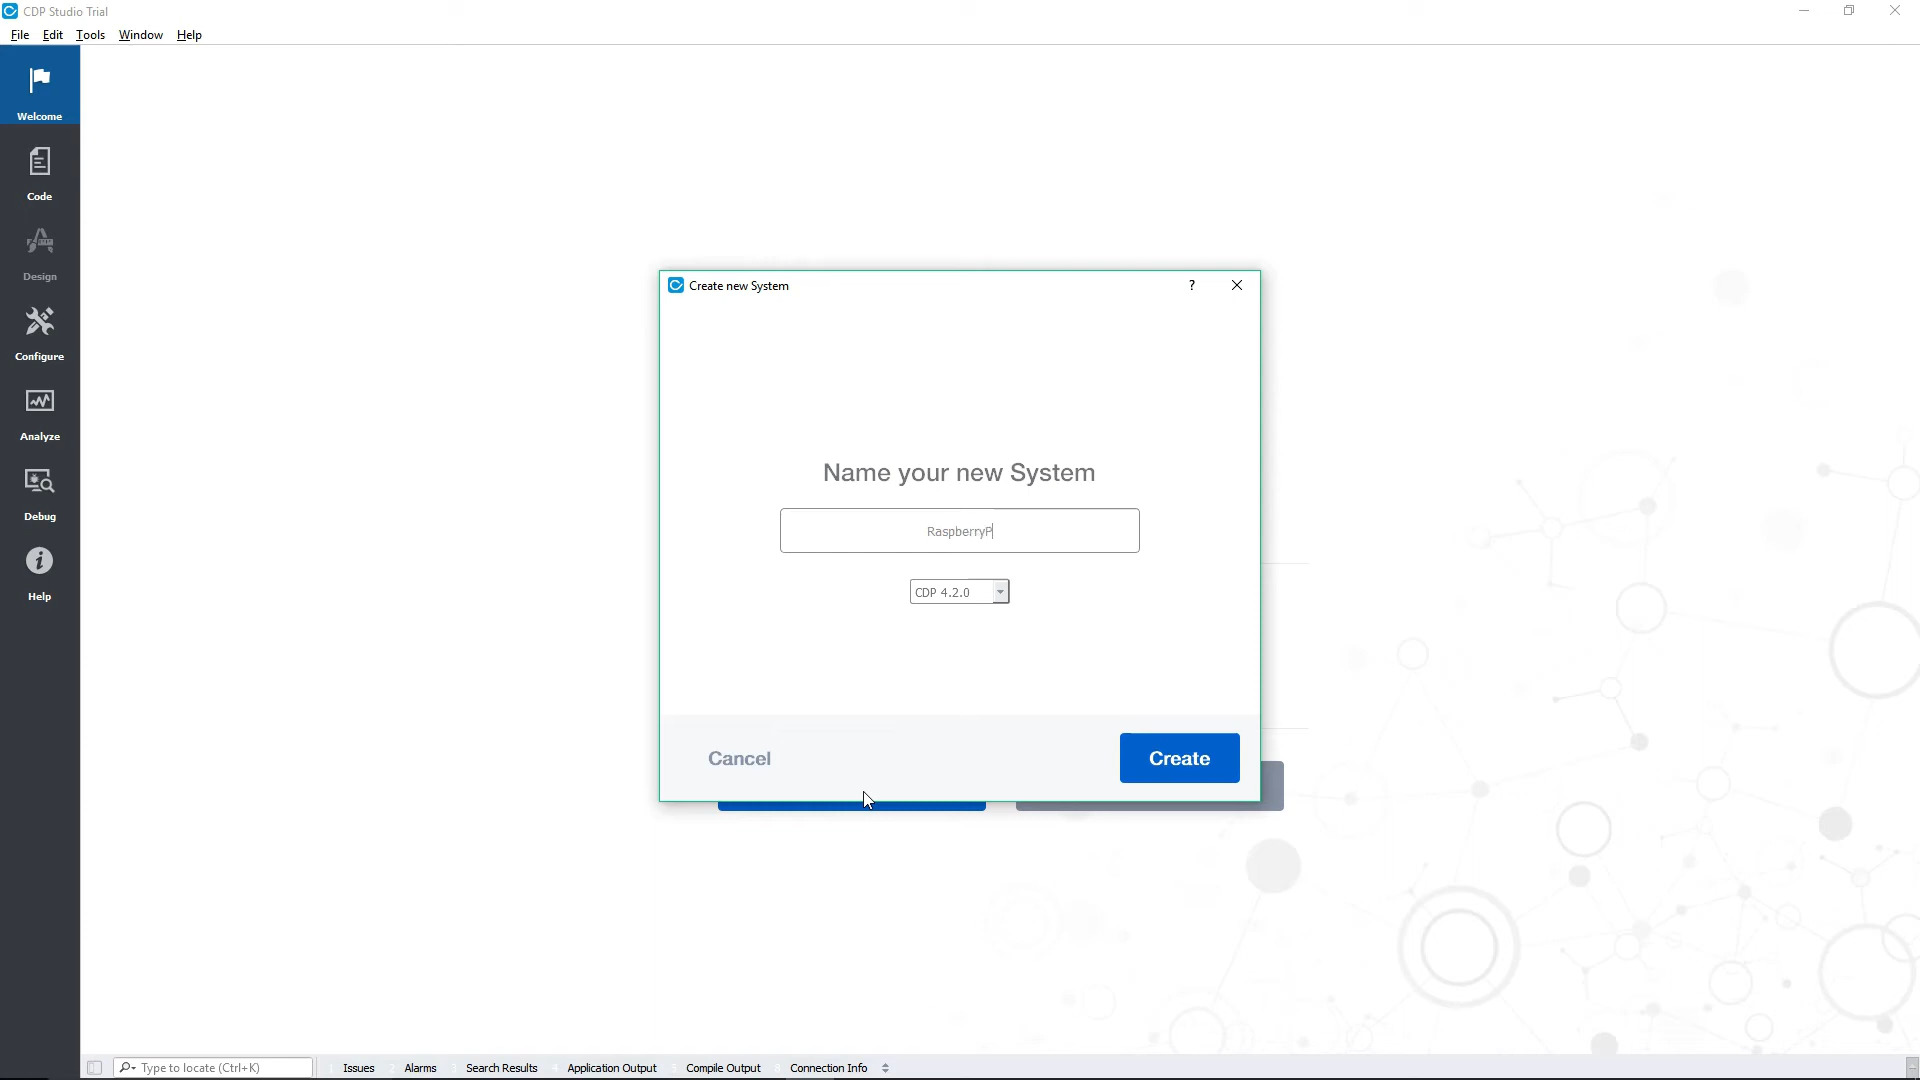 CDP Studio Trial
File Edit Tools Window Help
Welcome
Code
Design
Configure
Analyze
Debug
Help
Create new System ?
Name your new System
RaspberryP
CDP 4.2.0
Cancel Create
Type to locate (Ctrl+K) Issues Alarms Search Results Application Output Compile Output Connection Info